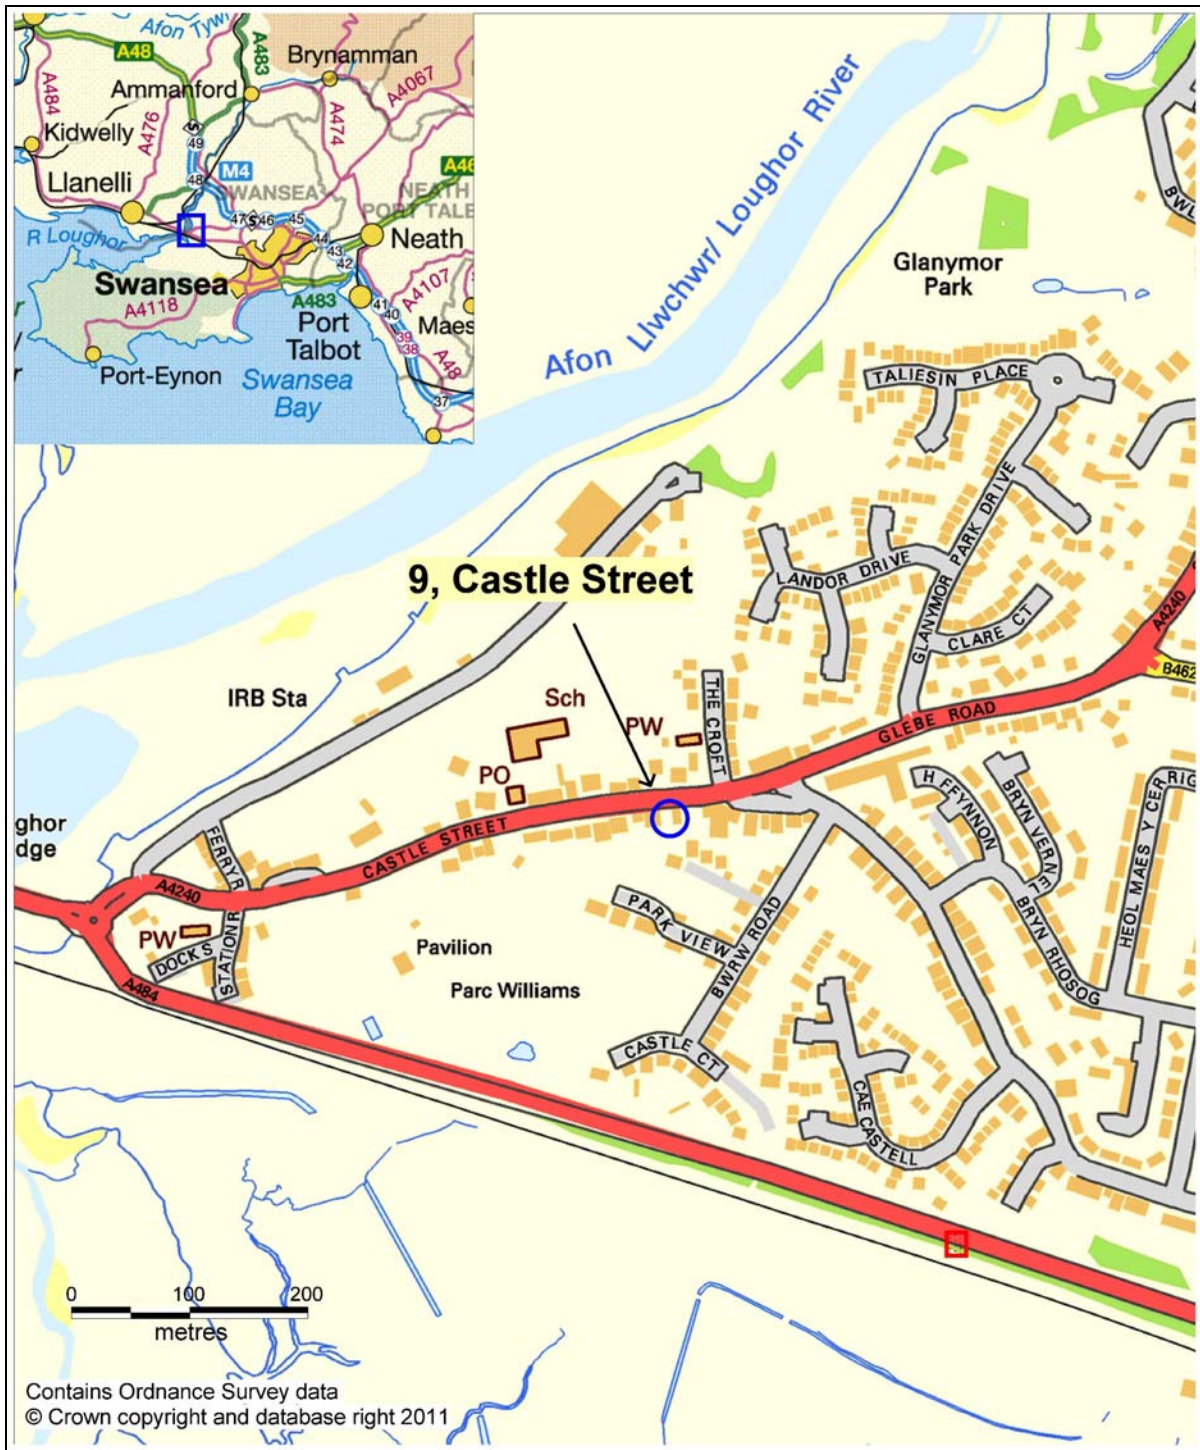 Afon Tywi
A48
A483
Brynamman
A484
Ammanford
A4067
A476
A474
Kidwelly
S
49
M4
48
Llanelli
SWANSEA
NEATH
PORT TALB
A46
47
S
46
45
44
43
42
R Loughor
Neath
Swansea
A4118
A483
A4107
41
40
39
38
Maes
Port
Talbot
A48
Port-Eynon
Swansea
Bay
37
Afon Llwchwr/ Loughor River
BWL
Glanymor
Park
TALIESIN PLACE
GLANYMOR PARK DRIVE
LANDOR DRIVE
CLARE CT
9, Castle Street
A4240
B462
IRB Sta
Sch
PW
THE CROFT
GLEBE ROAD
PO
CASTLE STREET
ghor
dge
FERRY R
A4240
PW
DOCK S
STATION R
A484
Pavilion
Parc Williams
PARK VIEW
BWRW ROAD
CASTLE CT
H FFYNNON
BRYN VERNEL
BRYN RHOSOG
HEOL MAES Y CERRIG
CAE CASTELL
0 100 200
metres
Contains Ordnance Survey data
© Crown copyright and database right 2011